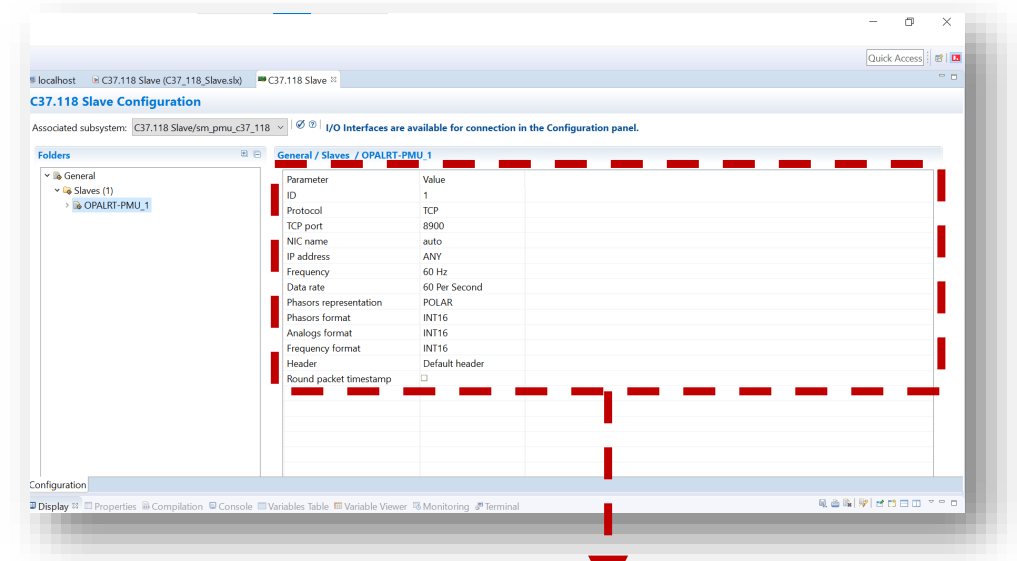 Quick Access
localhost C37.118 Slave (C37_118_Slave.slx) C37.118 Slave
C37.118 Slave Configuration
Associated subsystem: C37.118 Slave/sm_pmu_c37_118 I/O Interfaces are available for connection in the Configuration panel.
Folders
General
Slaves (1)
OPALRT-PMU_1
General / Slaves / OPALRT-PMU_1
Parameter Value
ID 1
Protocol TCP
TCP port 8900
NIC name auto
IP address ANY
Frequency 60 Hz
Data rate 60 Per Second
Phasors representation POLAR
Phasors format INT16
Analogs format INT16
Frequency format INT16
Header Default header
Round packet timestamp
Configuration
Display Properties Compilation Console Variables Table Variable Viewer Monitoring Terminal